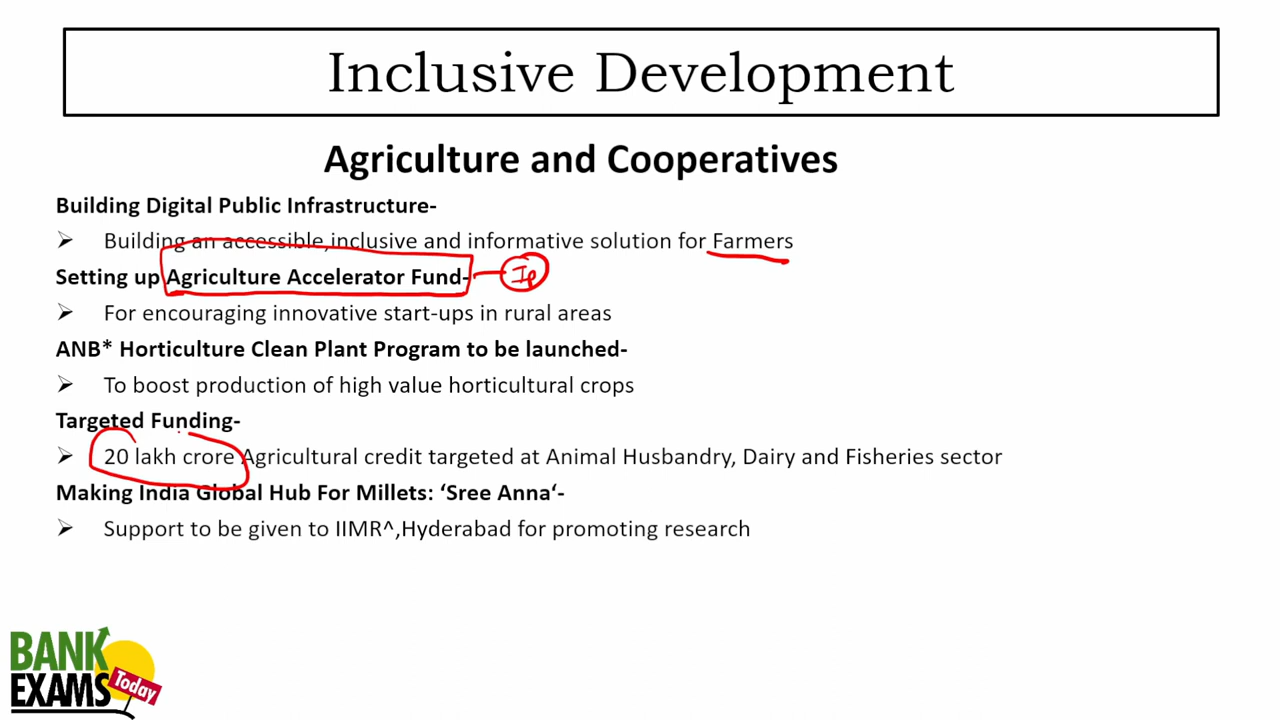 Inclusive Development
Agriculture and Cooperatives
Building Digital Public Infrastructure-
➢ Building an accessible,inclusive and informative solution for Farmers
Setting up Agriculture Accelerator Fund- Ip
➢ For encouraging innovative start-ups in rural areas
ANB* Horticulture Clean Plant Program to be launched-
➢ To boost production of high value horticultural crops
Targeted Funding-
➢ 20 lakh crore Agricultural credit targeted at Animal Husbandry, Dairy and Fisheries sector
Making India Global Hub For Millets: ‘Sree Anna‘-
➢ Support to be given to IIMR^,Hyderabad for promoting research
BANK
EXAMS
Today